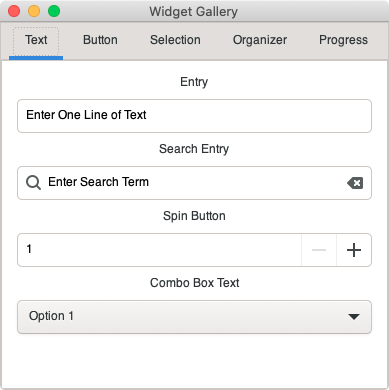 Widget Gallery
Text Button Selection Organizer Progress
Entry
Enter One Line of Text
Search Entry
Enter Search Term
Spin Button
1
Combo Box Text
Option 1